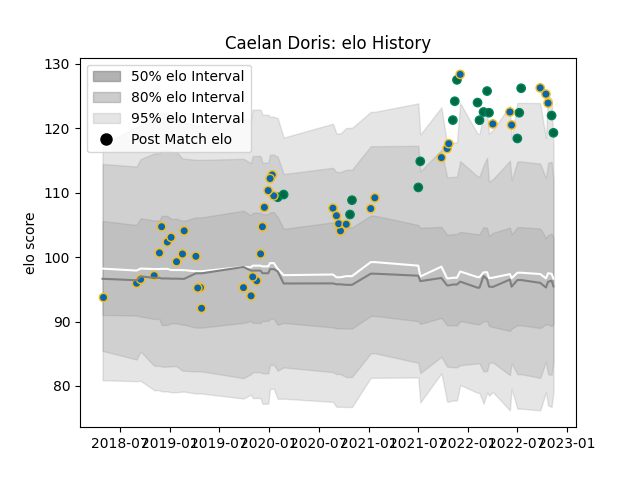 Caelan Doris: elo History
130
120
110
100
90
80
elo score
50% elo Interval
80% elo Interval
95% elo Interval
Post Match elo
2018-07 2019-01 2019-07 2020-01 2020-07 2021-01 2021-07 2022-01 2022-07 2023-01